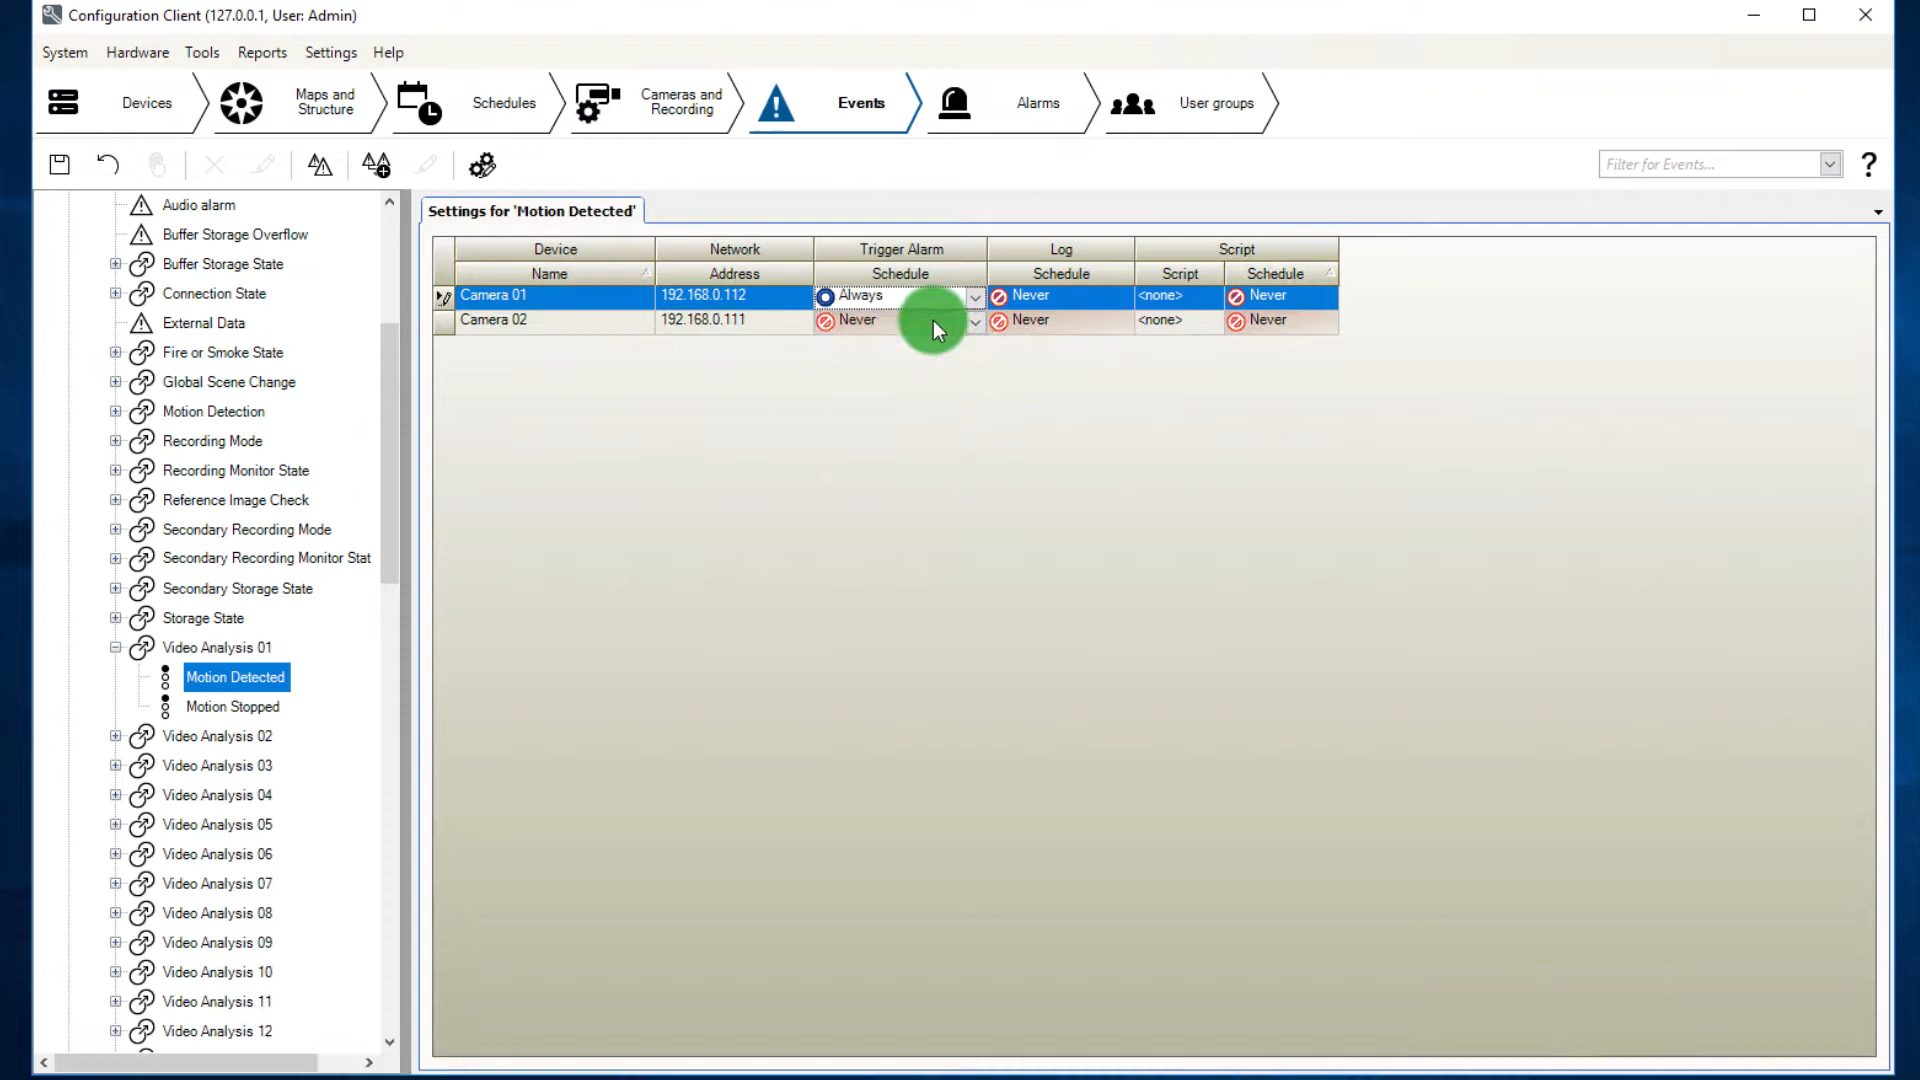 Configuration Client (127.0.0.1, User: Admin)
System Hardware Tools Reports Settings Help
Devices
Maps and Structure
Schedules
Cameras and Recording
Events
Alarms
User groups
Filter for Events...
?
Audio alarm
Buffer Storage Overflow
Buffer Storage State
Connection State
External Data
Fire or Smoke State
Global Scene Change
Motion Detection
Recording Mode
Recording Monitor State
Reference Image Check
Secondary Recording Mode
Secondary Recording Monitor Stat
Secondary Storage State
Storage State
Video Analysis 01
Motion Detected
Motion Stopped
Video Analysis 02
Video Analysis 03
Video Analysis 04
Video Analysis 05
Video Analysis 06
Video Analysis 07
Video Analysis 08
Video Analysis 09
Video Analysis 10
Video Analysis 11
Video Analysis 12
Settings for 'Motion Detected'
Device Network Trigger Alarm Log Script
Name Address Schedule Schedule Script Schedule
Camera 01 192.168.0.112 Always Never <none> Never
Camera 02 192.168.0.111 Never Never <none> Never